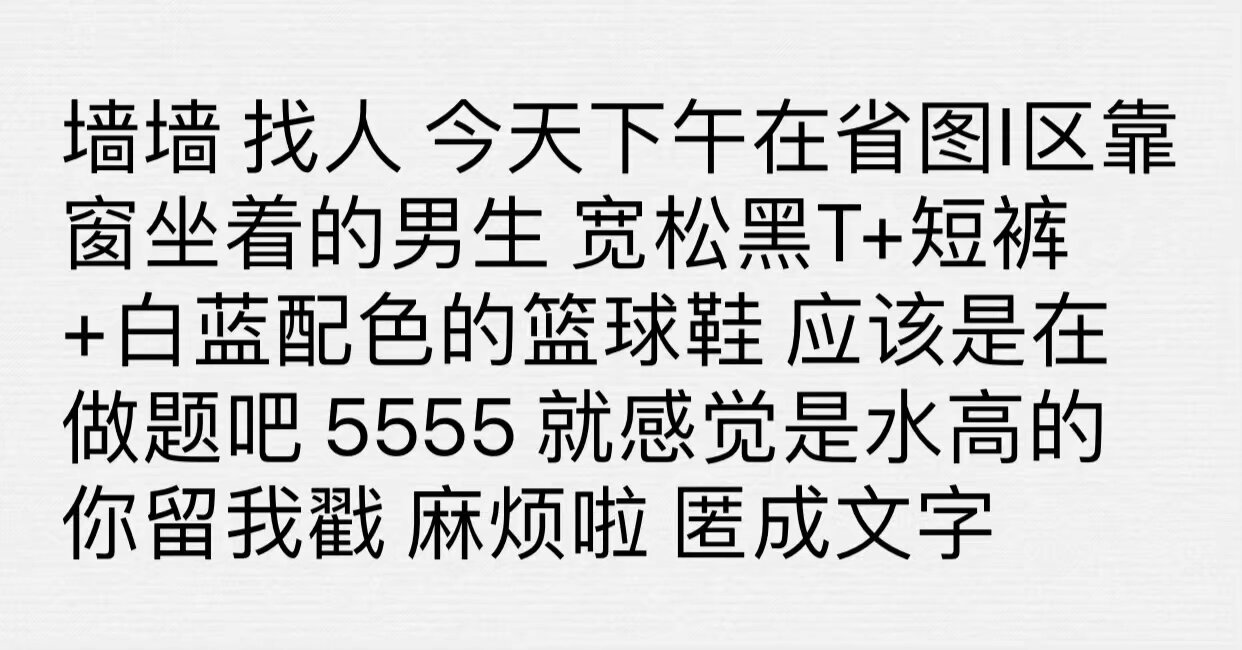 墙墙 找人 今天下午在省图I区靠
窗坐着的男生 宽松黑T+短裤
+白蓝配色的篮球鞋 应该是在
做题吧 5555 就感觉是水高的
你留我戳 麻烦啦 匿成文字